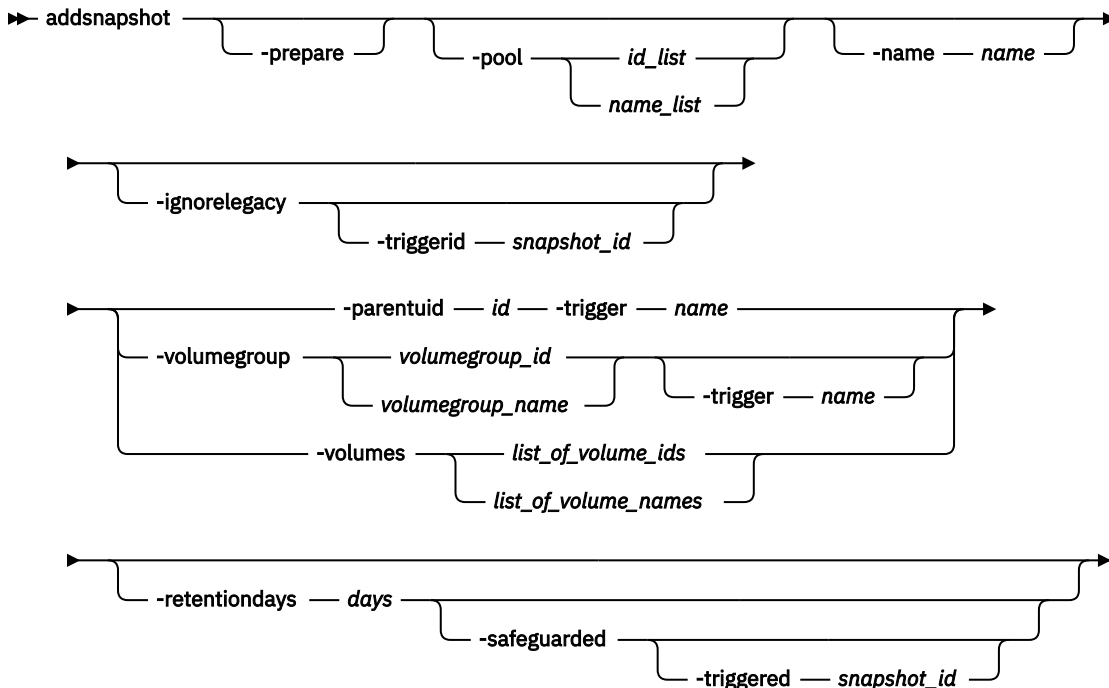 addsnapshot
-prepare -pool id_list -name name
name_list
-ignorelegacy
-triggerid snapshot_id
-parentuid id -trigger name
-volumegroup volumegroup_id
volumegroup_name -trigger name
-volumes list_of_volume_ids
list_of_volume_names
-retentiondays days
-safeguarded
-triggered snapshot_id